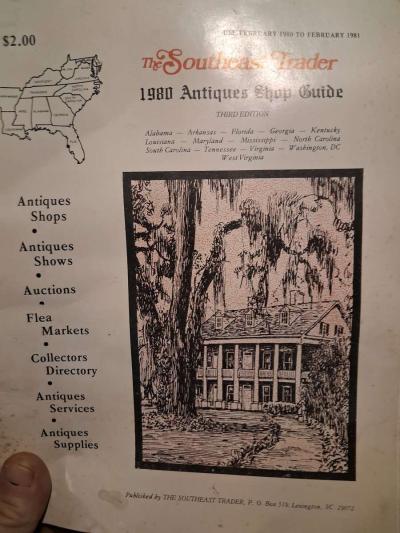 $2.00
USE FEBRUARY 1980 TO FEBRUARY 1981
The Southeast Trader
1980 Antiques Shop Guide
THIRD EDITION
Alabama — Arkansas — Florida — Georgia — Kentucky
Louisiana — Maryland — Mississippi — North Carolina
South Carolina — Tennessee — Virginia — Washington, DC
West Virginia
Antiques
Shops
•
Antiques
Shows
•
Auctions
•
Flea
Markets
•
Collectors
Directory
•
Antiques
Services
•
Antiques
Supplies
Published by THE SOUTHEAST TRADER, P. O. Box 519, Lexington, SC 29072